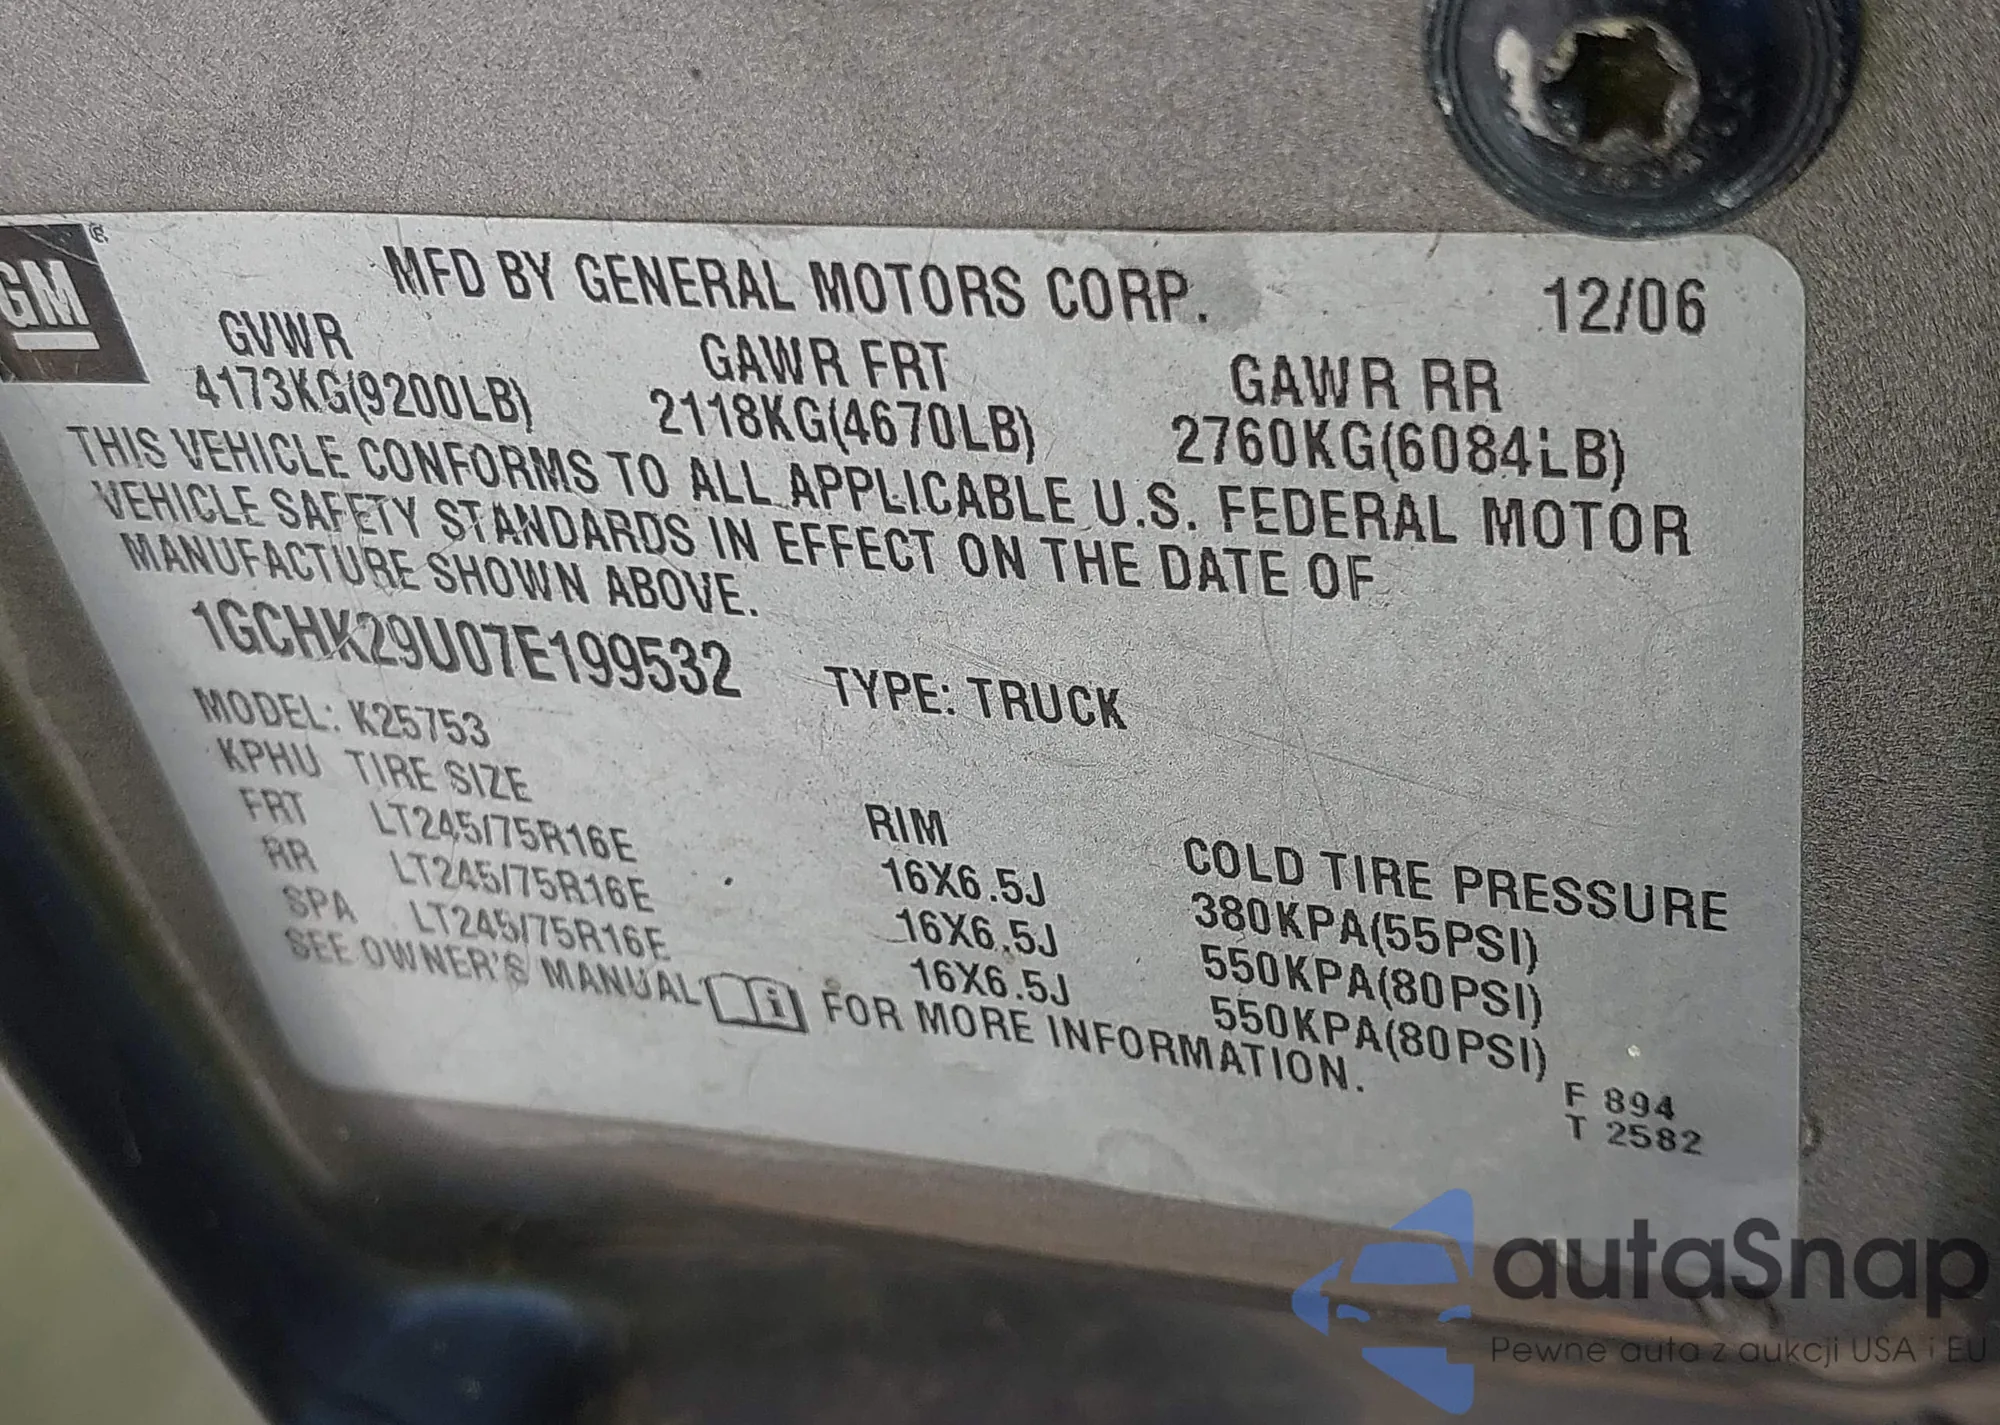 GM
MFD BY GENERAL MOTORS CORP. 12/06
GVWR GAWR FRT GAWR RR
4173KG(9200LB) 2118KG(4670LB) 2760KG(6084LB)
THIS VEHICLE CONFORMS TO ALL APPLICABLE U.S. FEDERAL MOTOR
VEHICLE SAFETY STANDARDS IN EFFECT ON THE DATE OF
MANUFACTURE SHOWN ABOVE.
1GCHK29U07E199532 TYPE: TRUCK
MODEL: K25753
KPHU TIRE SIZE RIM COLD TIRE PRESSURE
FRT LT245/75R16E 16X6.5J 380KPA(55PSI)
RR LT245/75R16E 16X6.5J 550KPA(80PSI)
SPA LT245/75R16E 16X6.5J 550KPA(80PSI)
SEE OWNER'S MANUAL FOR MORE INFORMATION.
F 894
T 2582
autaSnap
Pewne auta z aukcji USA i EU